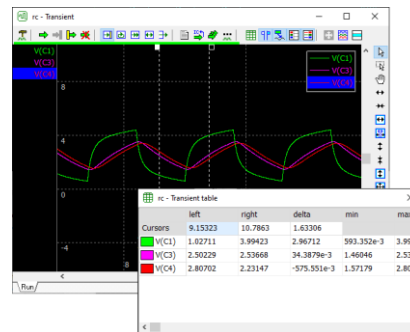 rc - Transient
V(C1)
V(C3)
V(C4)
8
4
0
-4
V(C1)
V(C3)
V(C4)
8
Run
rc - Transient table
left right delta min
Cursors 9.15323 10.7863 1.63306
V(C1) 1.02711 3.99423 2.96712 593.352e-3
V(C3) 2.50229 2.53668 34.3879e-3 1.46046
V(C4) 2.80702 2.23147 -575.551e-3 1.57179